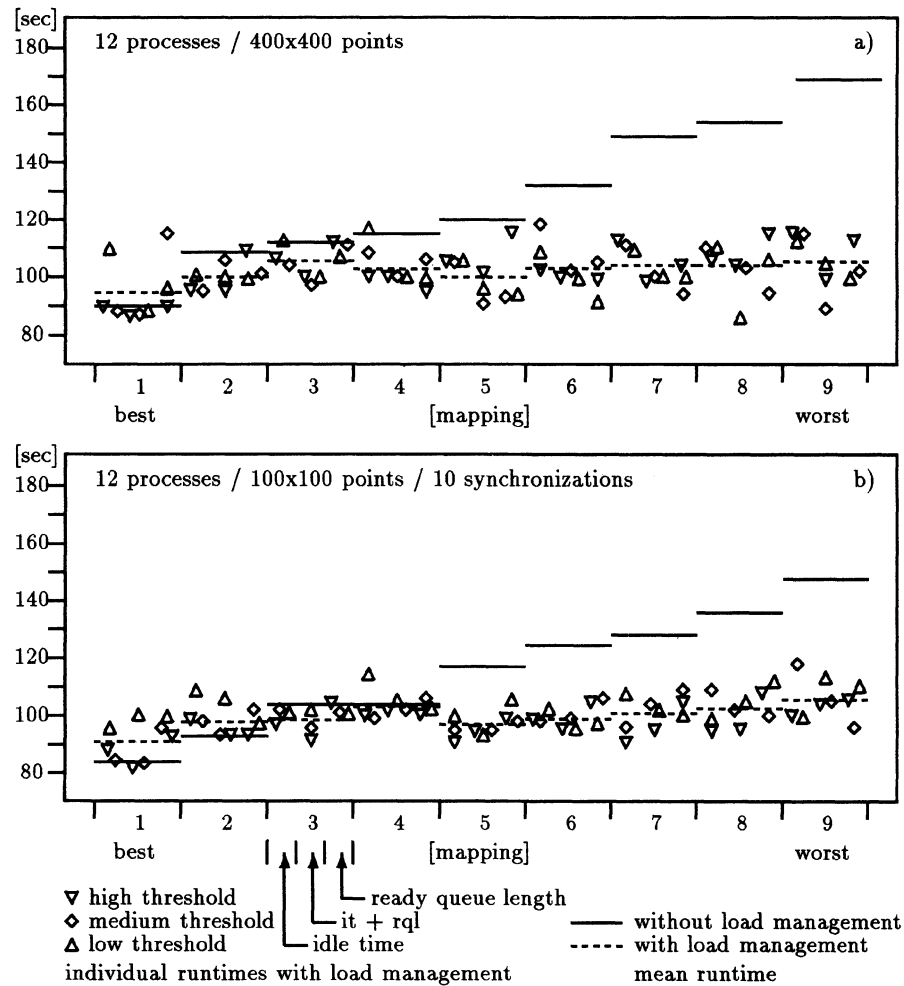 [sec]
12 processes / 400x400 points a)
180
160
140
120
100
80
1 2 3 4 5 6 7 8 9
best [mapping] worst
[sec]
12 processes / 100x100 points / 10 synchronizations b)
180
160
140
120
100
80
1 2 3 4 5 6 7 8 9
best [mapping] worst
high threshold ready queue length
medium threshold it + rql without load management
low threshold idle time with load management
individual runtimes with load management mean runtime